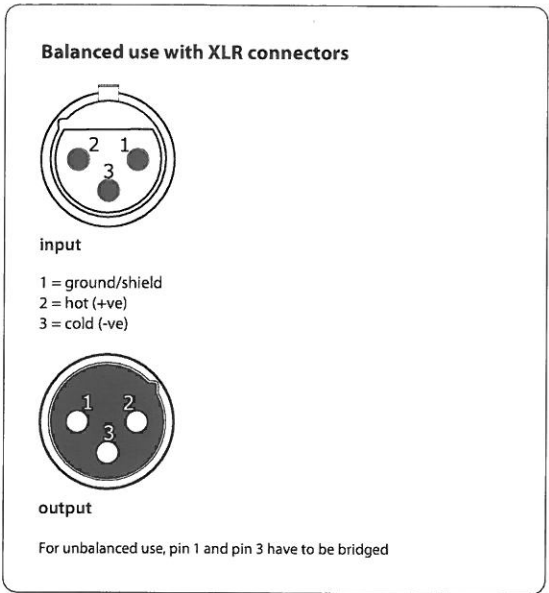 Balanced use with XLR connectors
2 1
3
input
1 = ground/shield
2 = hot (+ve)
3 = cold (-ve)
1 2
3
output
For unbalanced use, pin 1 and pin 3 have to be bridged